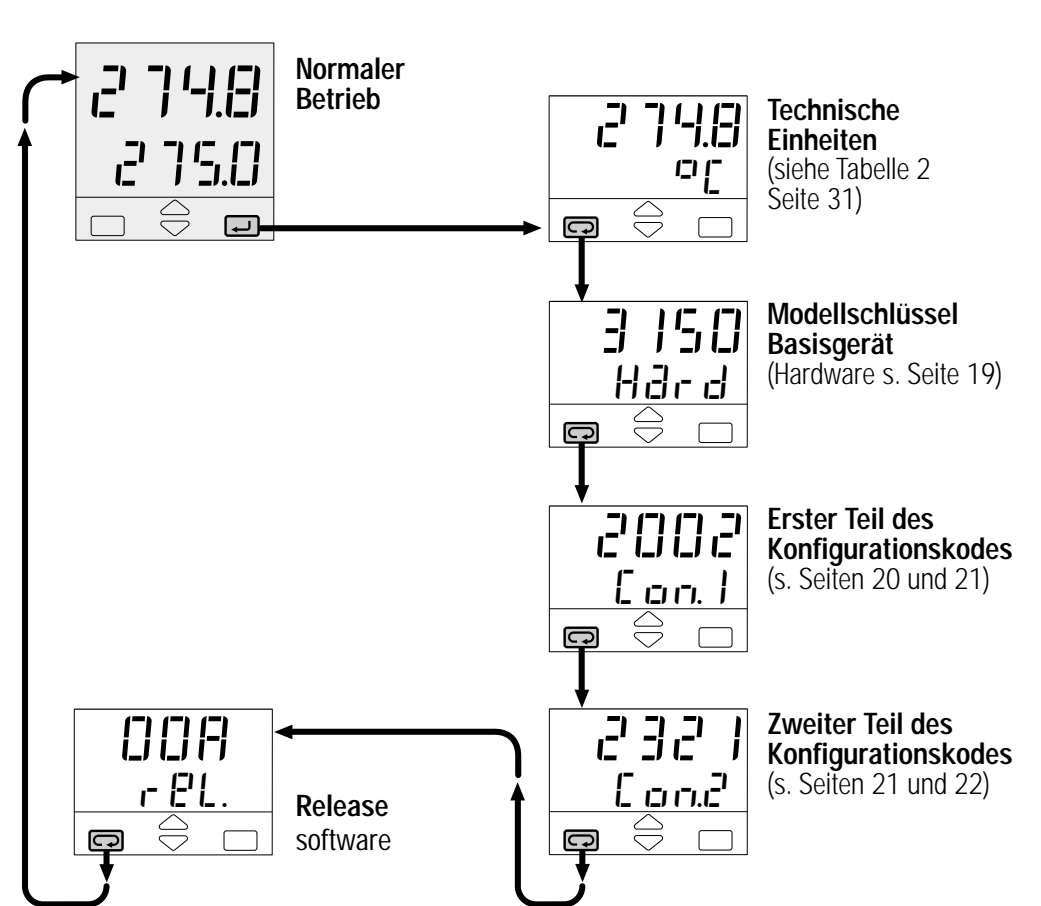 274.8
275.0
Normaler
Betrieb
274.8
°C
Technische
Einheiten
(siehe Tabelle 2
Seite 31)
3150
Hard
Modellschlüssel
Basisgerät
(Hardware s. Seite 19)
2002
Con.1
Erster Teil des
Konfigurationskodes
(s. Seiten 20 und 21)
2321
Con.2
Zweiter Teil des
Konfigurationskodes
(s. Seiten 21 und 22)
00A
rEL.
Release
software